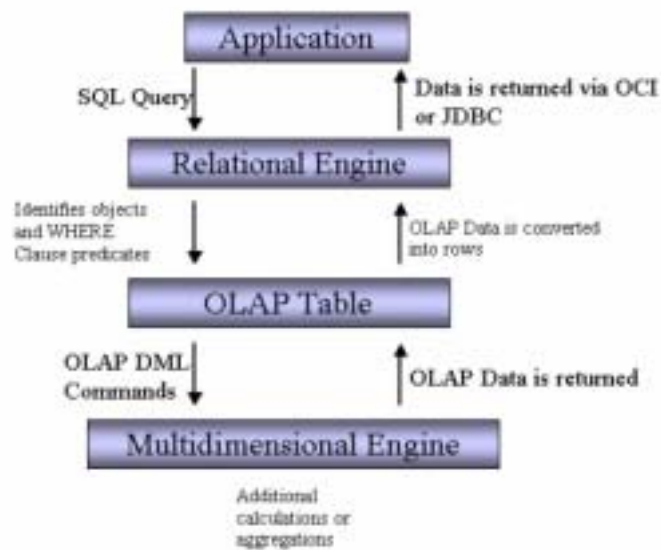 Application
SQL Query
Data is returned via OCI
or JDBC
Relational Engine
Identifies objects
and WHERE
Clause predicates
OLAP Data is converted
into rows
OLAP Table
OLAP DML
Commands
OLAP Data is returned
Multidimensional Engine
Additional
calculations or
aggregations